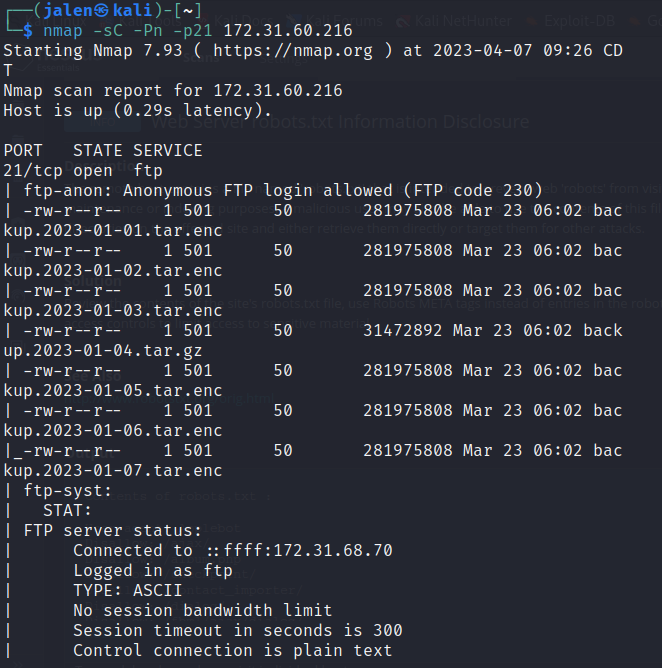 ┌──(jalen㉿kali)-[~]
└─$ nmap -sC -Pn -p21 172.31.60.216
Starting Nmap 7.93 ( https://nmap.org ) at 2023-04-07 09:26 CD
T
Nmap scan report for 172.31.60.216
Host is up (0.29s latency).
Web Server robots.txt Information Disclosure
PORT   STATE SERVICE
21/tcp open  ftp
| ftp-anon: Anonymous FTP login allowed (FTP code 230)
| -rw-r--r--    1 501      50       281975808 Mar 23 06:02 bac
kup.2023-01-01.tar.enc
| -rw-r--r--    1 501      50       281975808 Mar 23 06:02 bac
kup.2023-01-02.tar.enc
| -rw-r--r--    1 501      50       281975808 Mar 23 06:02 bac
kup.2023-01-03.tar.enc
| -rw-r--r--    1 501      50       31472892 Mar 23 06:02 back
up.2023-01-04.tar.gz
| -rw-r--r--    1 501      50       281975808 Mar 23 06:02 bac
kup.2023-01-05.tar.enc
| -rw-r--r--    1 501      50       281975808 Mar 23 06:02 bac
kup.2023-01-06.tar.enc
|_-rw-r--r--    1 501      50       281975808 Mar 23 06:02 bac
kup.2023-01-07.tar.enc
| ftp-syst:
|   STAT:
| FTP server status:
|      Connected to ::ffff:172.31.68.70
|      Logged in as ftp
|      TYPE: ASCII
|      No session bandwidth limit
|      Session timeout in seconds is 300
|      Control connection is plain text